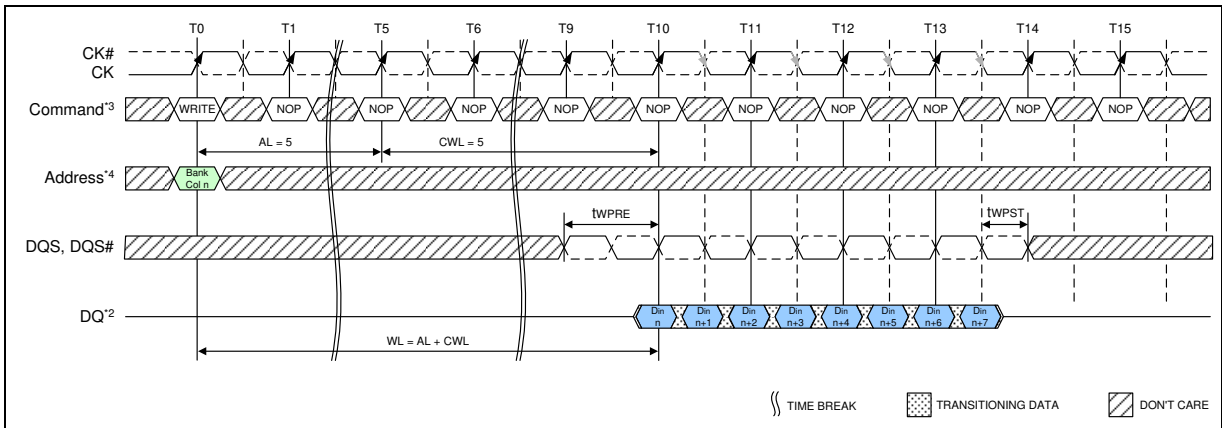 T0 T1 T5 T6 T9 T10 T11 T12 T13 T14 T15
CK#
CK
Command*3 WRITE NOP NOP NOP NOP NOP NOP NOP NOP NOP NOP
AL = 5 CWL = 5
Address*4 Bank
Col n
tWPRE tWPST
DQS, DQS#
DQ*2 Din
n Din
n+1 Din
n+2 Din
n+3 Din
n+4 Din
n+5 Din
n+6 Din
n+7
WL = AL + CWL
TIME BREAK TRANSITIONING DATA DON'T CARE